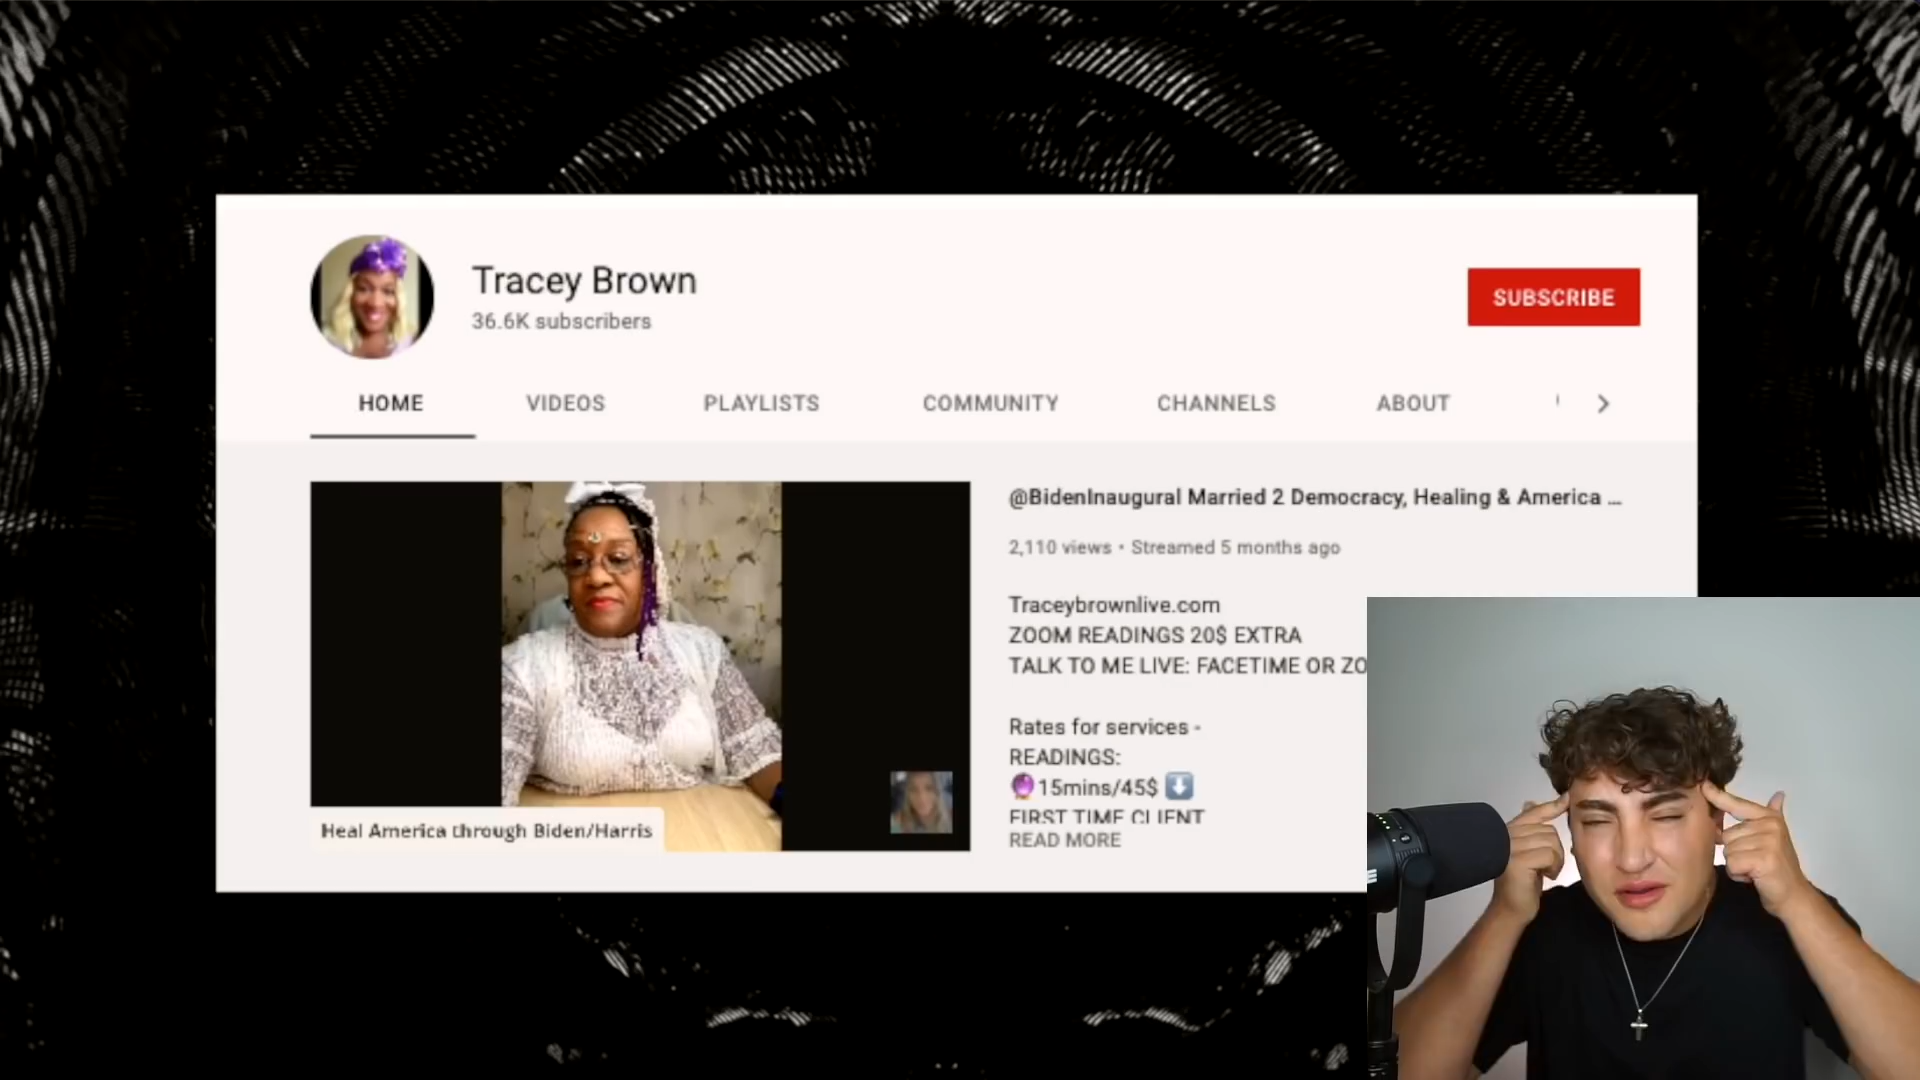 Tracey Brown
36.6K subscribers
SUBSCRIBE
HOME
VIDEOS
PLAYLISTS
COMMUNITY
CHANNELS
ABOUT
@BidenInaugural Married 2 Democracy, Healing & America ...
2,110 views • Streamed 5 months ago
Traceybrownlive.com
ZOOM READINGS 20$ EXTRA
TALK TO ME LIVE: FACETIME OR ZO
Rates for services -
READINGS:
🔮15mins/45$ ⬇️
FIRST TIME CLIENT
READ MORE
Heal America through Biden/Harris